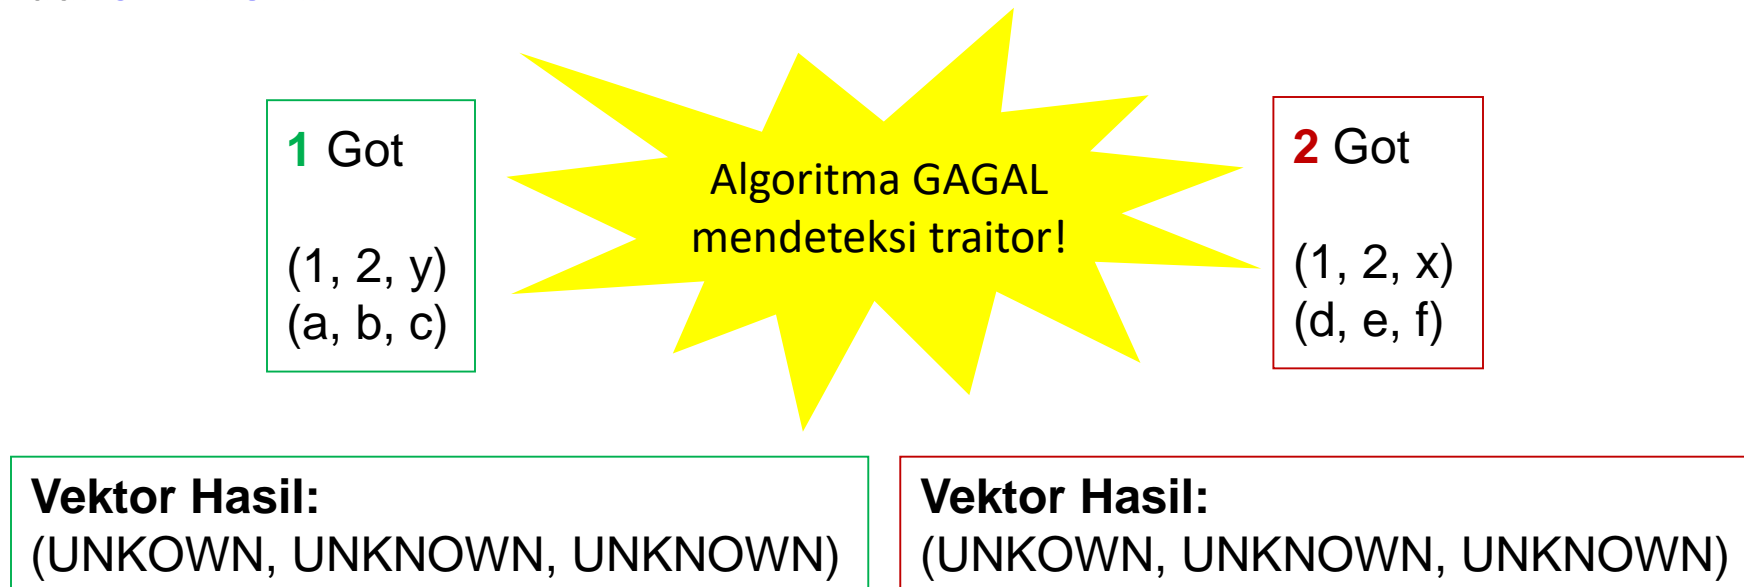 1 Got
(1, 2, y)
(a, b, c)
Algoritma GAGAL
mendeteksi traitor!
2 Got
(1, 2, x)
(d, e, f)
Vektor Hasil:
(UNKOWN, UNKNOWN, UNKNOWN)
Vektor Hasil:
(UNKOWN, UNKNOWN, UNKNOWN)